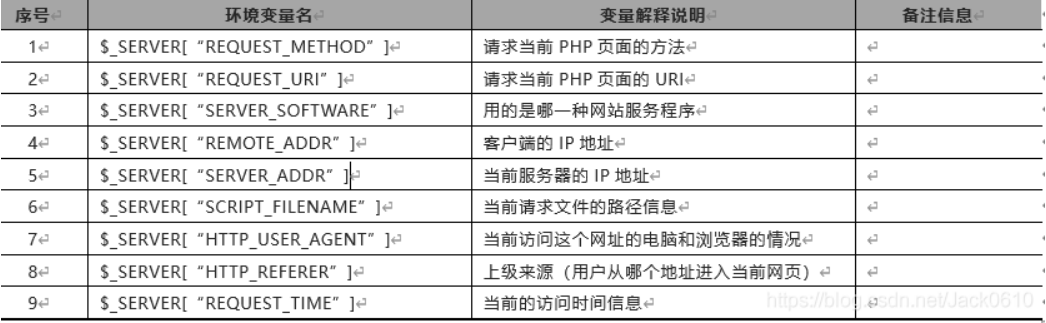 序号 环境变量名 变量解释说明 备注信息
1 $_SERVER[ “REQUEST_METHOD” ] 请求当前 PHP 页面的方法
2 $_SERVER[ “REQUEST_URI” ] 请求当前 PHP 页面的 URI
3 $_SERVER[ “SERVER_SOFTWARE” ] 用的是哪一种网站服务程序
4 $_SERVER[ “REMOTE_ADDR” ] 客户端的 IP 地址
5 $_SERVER[ “SERVER_ADDR” ] 当前服务器的 IP 地址
6 $_SERVER[ “SCRIPT_FILENAME” ] 当前请求文件的路径信息
7 $_SERVER[ “HTTP_USER_AGENT” ] 当前访问这个网址的电脑和浏览器的情况
8 $_SERVER[ “HTTP_REFERER” ] 上级来源（用户从哪个地址进入当前网页）
9 $_SERVER[ “REQUEST_TIME” ] 当前的访问时间信息
https://blog.csdn.net/Jack0610